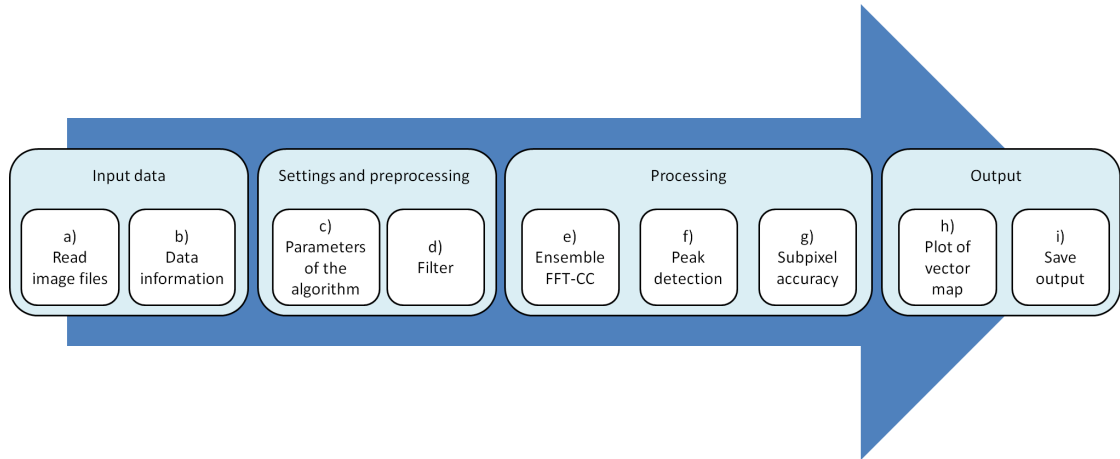 Input data
a)
Read
image files
b)
Data
information
Settings and preprocessing
c)
Parameters
of the
algorithm
d)
Filter
Processing
e)
Ensemble
FFT-CC
f)
Peak
detection
g)
Subpixel
accuracy
Output
h)
Plot of
vector
map
i)
Save
output